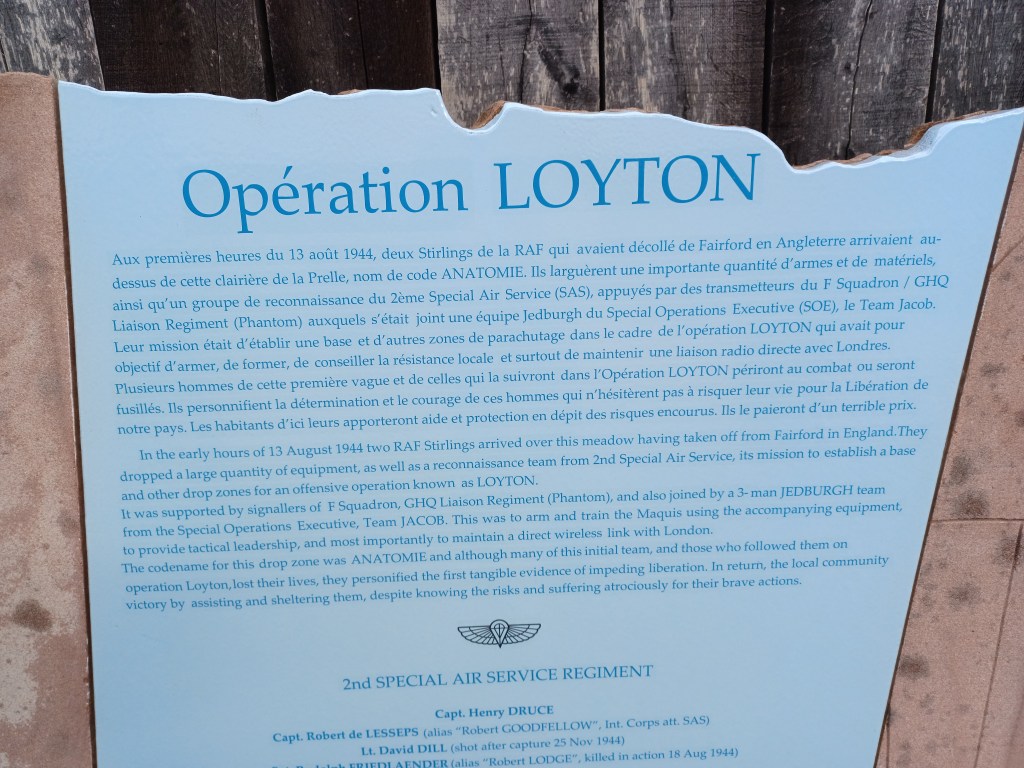 Opération LOYTON
Aux premières heures du 13 août 1944, deux Stirlings de la RAF qui avaient décollé de Fairford en Angleterre arrivaient au-
dessus de cette clairière de la Prelle, nom de code ANATOMIE. Ils larguèrent une importante quantité d'armes et de matériels,
ainsi qu'un groupe de reconnaissance du 2ème Special Air Service (SAS), appuyés par des transmetteurs du F Squadron / GHQ
Liaison Regiment (Phantom) auxquels s'était joint une équipe Jedburgh du Special Operations Executive (SOE), le Team Jacob.
Leur mission était d'établir une base et d'autres zones de parachutage dans le cadre de l'opération LOYTON qui avait pour
objectif d'armer, de former, de conseiller la résistance locale et surtout de maintenir une liaison radio directe avec Londres.
Plusieurs hommes de cette première vague et de celles qui la suivront dans l'Opération LOYTON périront au combat ou seront
fusillés. Ils personnifient la détermination et le courage de ces hommes qui n'hésitèrent pas à risquer leur vie pour la Libération de
notre pays. Les habitants d'ici leurs apporteront aide et protection en dépit des risques encourus. Ils le paieront d'un terrible prix.
In the early hours of 13 August 1944 two RAF Stirlings arrived over this meadow having taken off from Fairford in England.They
dropped a large quantity of equipment, as well as a reconnaissance team from 2nd Special Air Service, its mission to establish a base
and other drop zones for an offensive operation known as LOYTON.
It was supported by signallers of F Squadron, GHQ Liaison Regiment (Phantom), and also joined by a 3-man JEDBURGH team
from the Special Operations Executive, Team JACOB. This was to arm and train the Maquis using the accompanying equipment,
to provide tactical leadership, and most importantly to maintain a direct wireless link with London.
The codename for this drop zone was ANATOMIE and although many of this initial team, and those who followed them on
operation Loyton,lost their lives, they personified the first tangible evidence of impeding liberation. In return, the local community
victory by assisting and sheltering them, despite knowing the risks and suffering atrociously for their brave actions.
2nd SPECIAL AIR SERVICE REGIMENT
Capt. Henry DRUCE
Capt. Robert de LESSEPS (alias "Robert GOODFELLOW", Int. Corps att. SAS)
Lt. David DILL (shot after capture 25 Nov 1944)
Rudolph FRIEDLAENDER (alias "Robert LODGE", killed in action 18 Aug 1944)